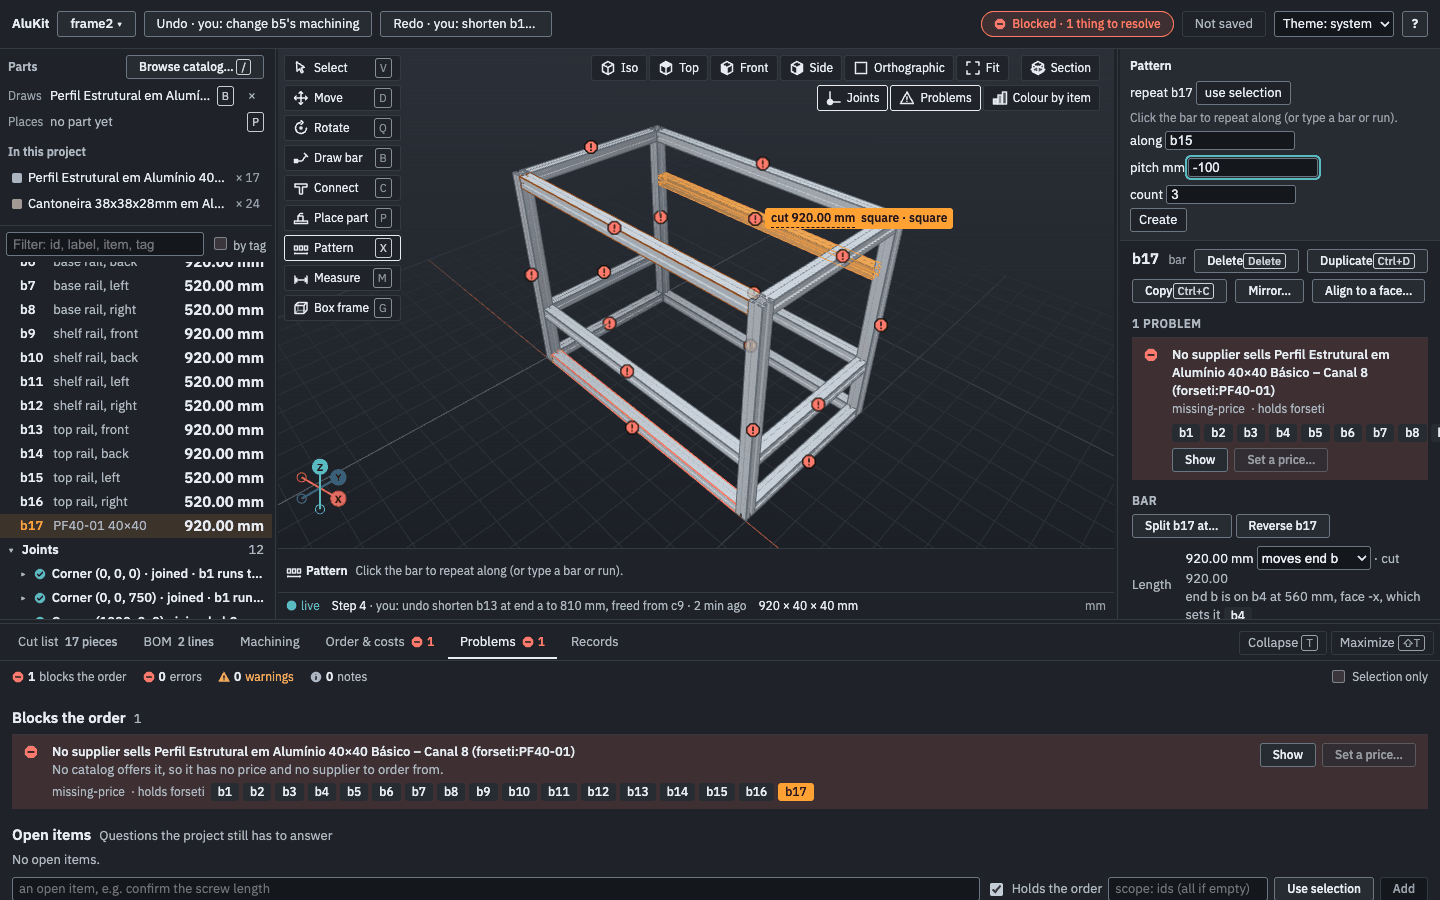 AluKit frame2 ▾ Undo · you: change b5's machining Redo · you: shorten b1... Blocked · 1 thing to resolve Not saved Theme: system ?
Parts Browse catalog... /
Draws Perfil Estrutural em Alumí... B ×
Places no part yet P
In this project
Perfil Estrutural em Alumínio 40... × 17
Cantoneira 38x38x28mm em Al... × 24
Filter: id, label, item, tag by tag
b6 base rail, back 920.00 mm
b7 base rail, left 520.00 mm
b8 base rail, right 520.00 mm
b9 shelf rail, front 920.00 mm
b10 shelf rail, back 920.00 mm
b11 shelf rail, left 520.00 mm
b12 shelf rail, right 520.00 mm
b13 top rail, front 920.00 mm
b14 top rail, back 920.00 mm
b15 top rail, left 520.00 mm
b16 top rail, right 520.00 mm
b17 PF40-01 40×40 920.00 mm
Joints 12
Corner (0, 0, 0) · joined · b1 runs t...
Corner (0, 0, 750) · joined · b1 run...
Select V
Move D
Rotate Q
Draw bar B
Connect C
Place part P
Pattern X
Measure M
Box frame G
Iso Top Front Side Orthographic Fit Section
Joints Problems Colour by item
cut 920.00 mm square · square
Z
Y
X
Pattern Click the bar to repeat along (or type a bar or run).
live Step 4 · you: undo shorten b13 at end a to 810 mm, freed from c9 · 2 min ago 920 × 40 × 40 mm mm
Pattern
repeat b17 use selection
Click the bar to repeat along (or type a bar or run).
along b15
pitch mm -100
count 3
Create
b17 bar Delete Delete Duplicate Ctrl+D
Copy Ctrl+C Mirror... Align to a face...
1 PROBLEM
No supplier sells Perfil Estrutural em
Alumínio 40×40 Básico – Canal 8
(forseti:PF40-01)
missing-price · holds forseti
b1 b2 b3 b4 b5 b6 b7 b8
Show Set a price...
BAR
Split b17 at... Reverse b17
Length 920.00 mm moves end b · cut
920.00
end b is on b4 at 560 mm, face -x, which
sets it b4
Cut list 17 pieces BOM 2 lines Machining Order & costs 1 Problems 1 Records Collapse T Maximize ⇧T
1 blocks the order 0 errors 0 warnings 0 notes Selection only
Blocks the order 1
No supplier sells Perfil Estrutural em Alumínio 40×40 Básico – Canal 8 (forseti:PF40-01) Show Set a price...
No catalog offers it, so it has no price and no supplier to order from.
missing-price · holds forseti b1 b2 b3 b4 b5 b6 b7 b8 b9 b10 b11 b12 b13 b14 b15 b16 b17
Open items Questions the project still has to answer
No open items.
an open item, e.g. confirm the screw length Holds the order scope: ids (all if empty) Use selection Add